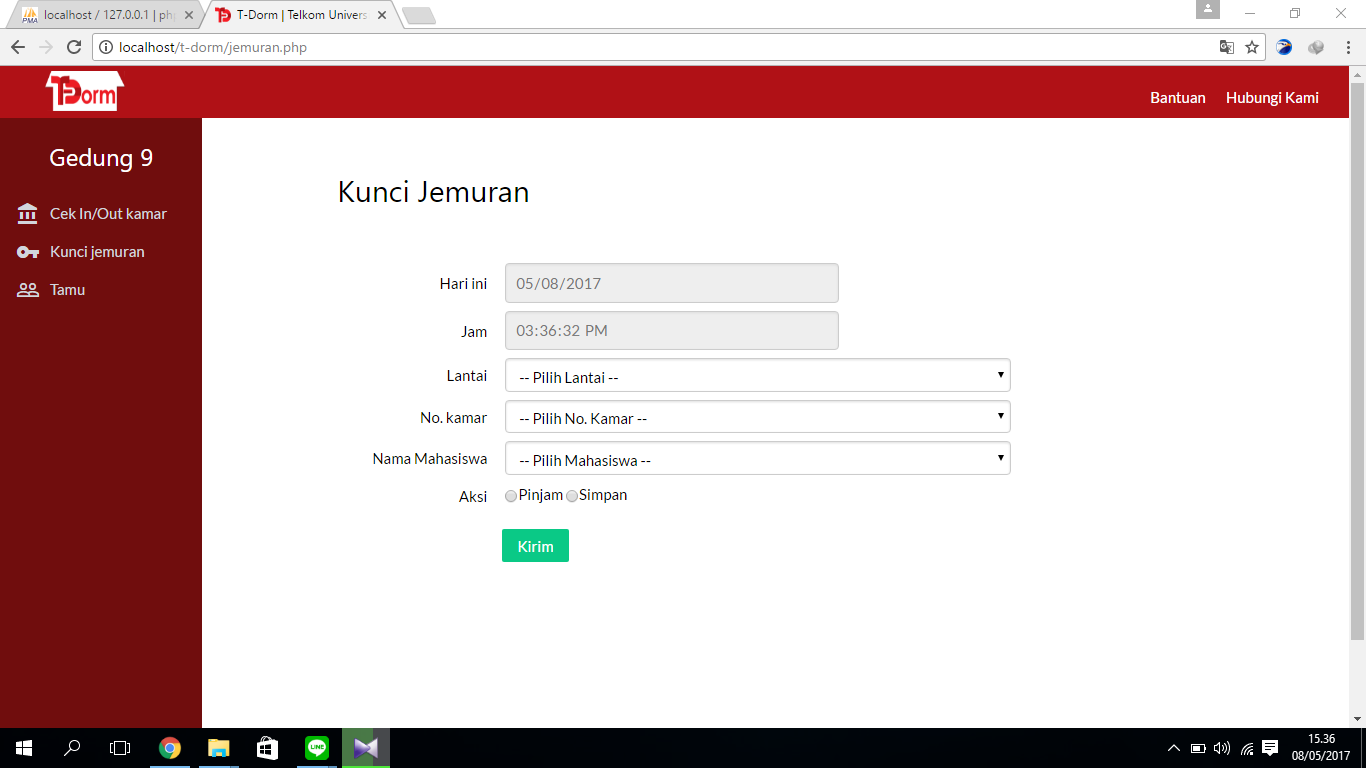 localhost / 127.0.0.1 | ph
T-Dorm | Telkom Univers
localhost/t-dorm/jemuran.php
TDorm
Bantuan Hubungi Kami
Gedung 9
Cek In/Out kamar
Kunci jemuran
Tamu
Kunci Jemuran
Hari ini 05/08/2017
Jam 03:36:32 PM
Lantai -- Pilih Lantai --
No. kamar -- Pilih No. Kamar --
Nama Mahasiswa -- Pilih Mahasiswa --
Aksi Pinjam Simpan
Kirim
LINE
15.36
08/05/2017